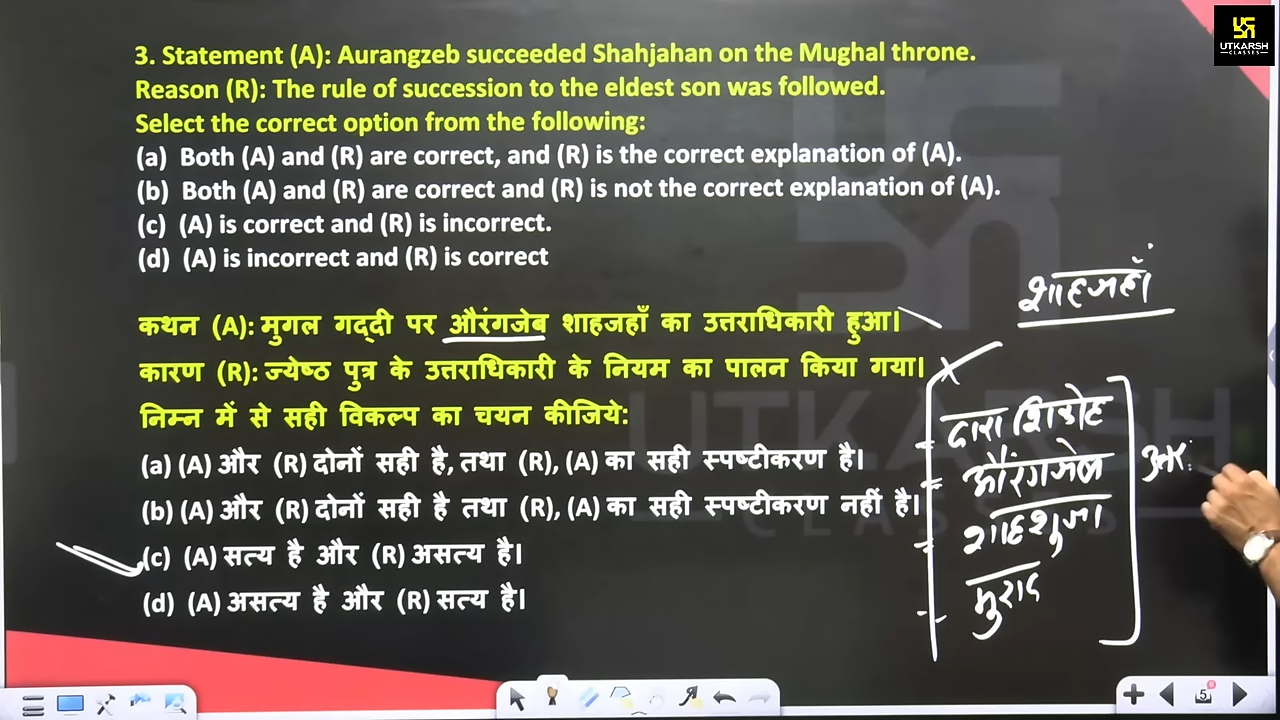 UTKARSH
CLASSES
3. Statement (A): Aurangzeb succeeded Shahjahan on the Mughal throne.
Reason (R): The rule of succession to the eldest son was followed.
Select the correct option from the following:
(a) Both (A) and (R) are correct, and (R) is the correct explanation of (A).
(b) Both (A) and (R) are correct and (R) is not the correct explanation of (A).
(c) (A) is correct and (R) is incorrect.
(d) (A) is incorrect and (R) is correct
कथन (A): मुगल गद्दी पर औरंगजेब शाहजहाँ का उत्तराधिकारी हुआ।
कारण (R): ज्येष्ठ पुत्र के उत्तराधिकारी के नियम का पालन किया गया।
निम्न में से सही विकल्प का चयन कीजिये:
(a) (A) और (R) दोनों सही है, तथा (R), (A) का सही स्पष्टीकरण है।
(b) (A) और (R) दोनों सही है तथा (R), (A) का सही स्पष्टीकरण नहीं है।
(c) (A) सत्य है और (R) असत्य है।
(d) (A) असत्य है और (R) सत्य है।
शाहजहाँ
दारा शिकोह
औरंगजेब
शाहशुजा
मुराद
UTKARSH
CLASSES
5